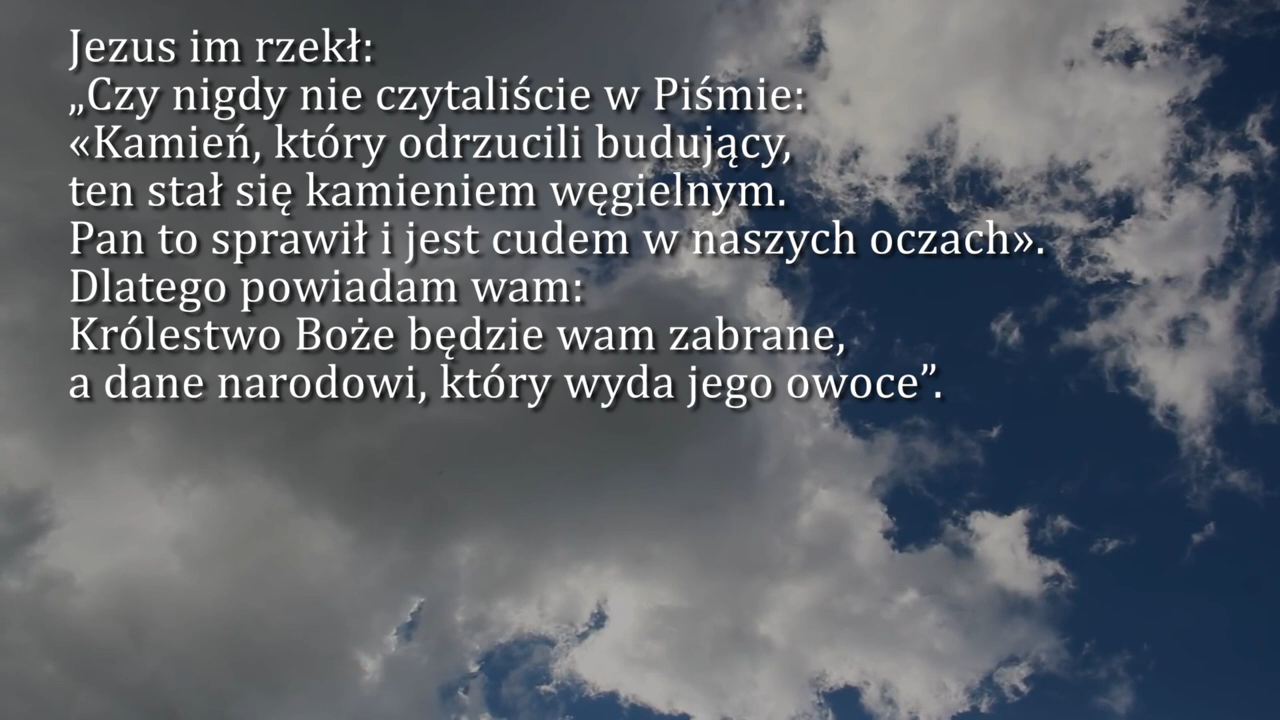 Jezus im rzekł:
„Czy nigdy nie czytaliście w Piśmie:
«Kamień, który odrzucili budujący,
ten stał się kamieniem węgielnym.
Pan to sprawił i jest cudem w naszych oczach».
Dlatego powiadam wam:
Królestwo Boże będzie wam zabrane,
a dane narodowi, który wyda jego owoce”.